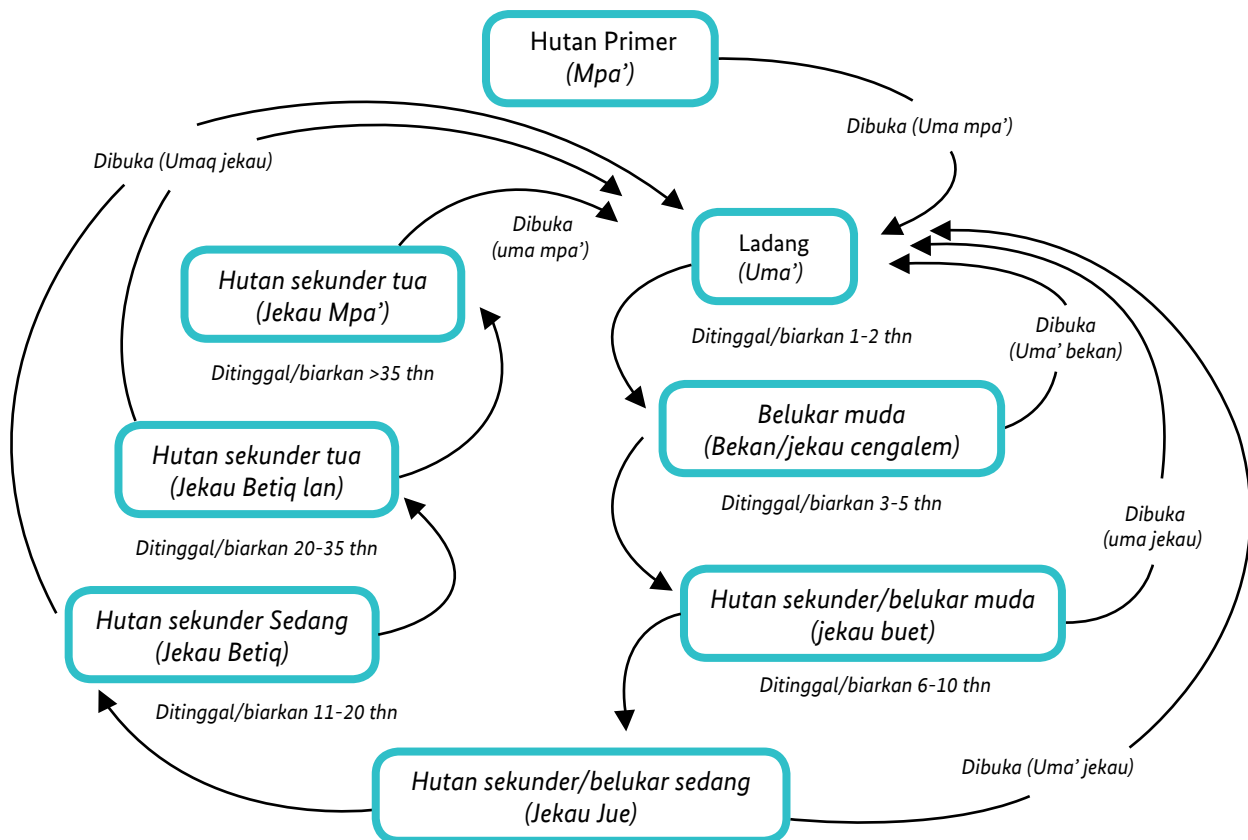 Hutan Primer
(Mpa’)
Dibuka (Uma mpa’)
Dibuka (Umaq jekau)
Dibuka
(uma mpa’)
Ladang
(Uma’)
Hutan sekunder tua
(Jekau Mpa’)
Ditinggal/biarkan 1-2 thn
Dibuka
(Uma’ bekan)
Ditinggal/biarkan >35 thn
Belukar muda
(Bekan/jekau cengalem)
Hutan sekunder tua
(Jekau Betiq lan)
Ditinggal/biarkan 3-5 thn
Dibuka
(uma jekau)
Ditinggal/biarkan 20-35 thn
Hutan sekunder/belukar muda
(jekau buet)
Hutan sekunder Sedang
(Jekau Betiq)
Ditinggal/biarkan 6-10 thn
Ditinggal/biarkan 11-20 thn
Dibuka (Uma’ jekau)
Hutan sekunder/belukar sedang
(Jekau Jue)